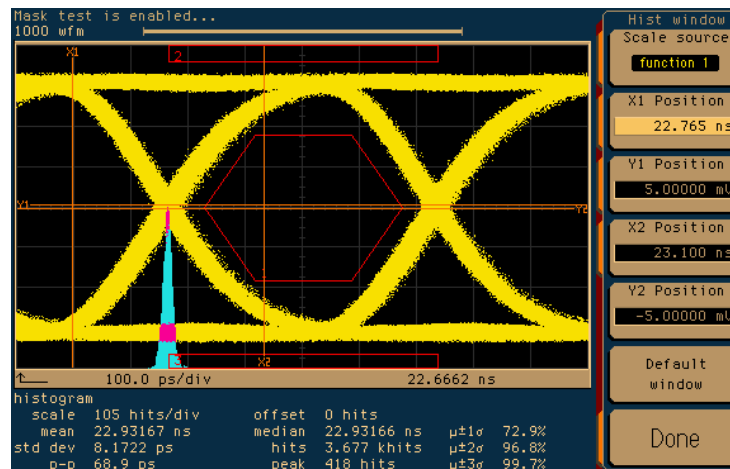 Mask test is enabled...
1000 wfm
X1
2
Y1
Y2
3
X2
100.0 ps/div 22.6662 ns
histogram
scale 105 hits/div offset 0 hits
mean 22.93167 ns median 22.93166 ns μ±1σ 72.9%
std dev 8.1722 ps hits 3.677 khits μ±2σ 96.8%
p-p 68.9 ps peak 418 hits μ±3σ 99.7%
Hist window
Scale source
function 1
X1 Position
22.765 ns
Y1 Position
5.00000 mV
X2 Position
23.100 ns
Y2 Position
-5.00000 mV
Default
window
Done